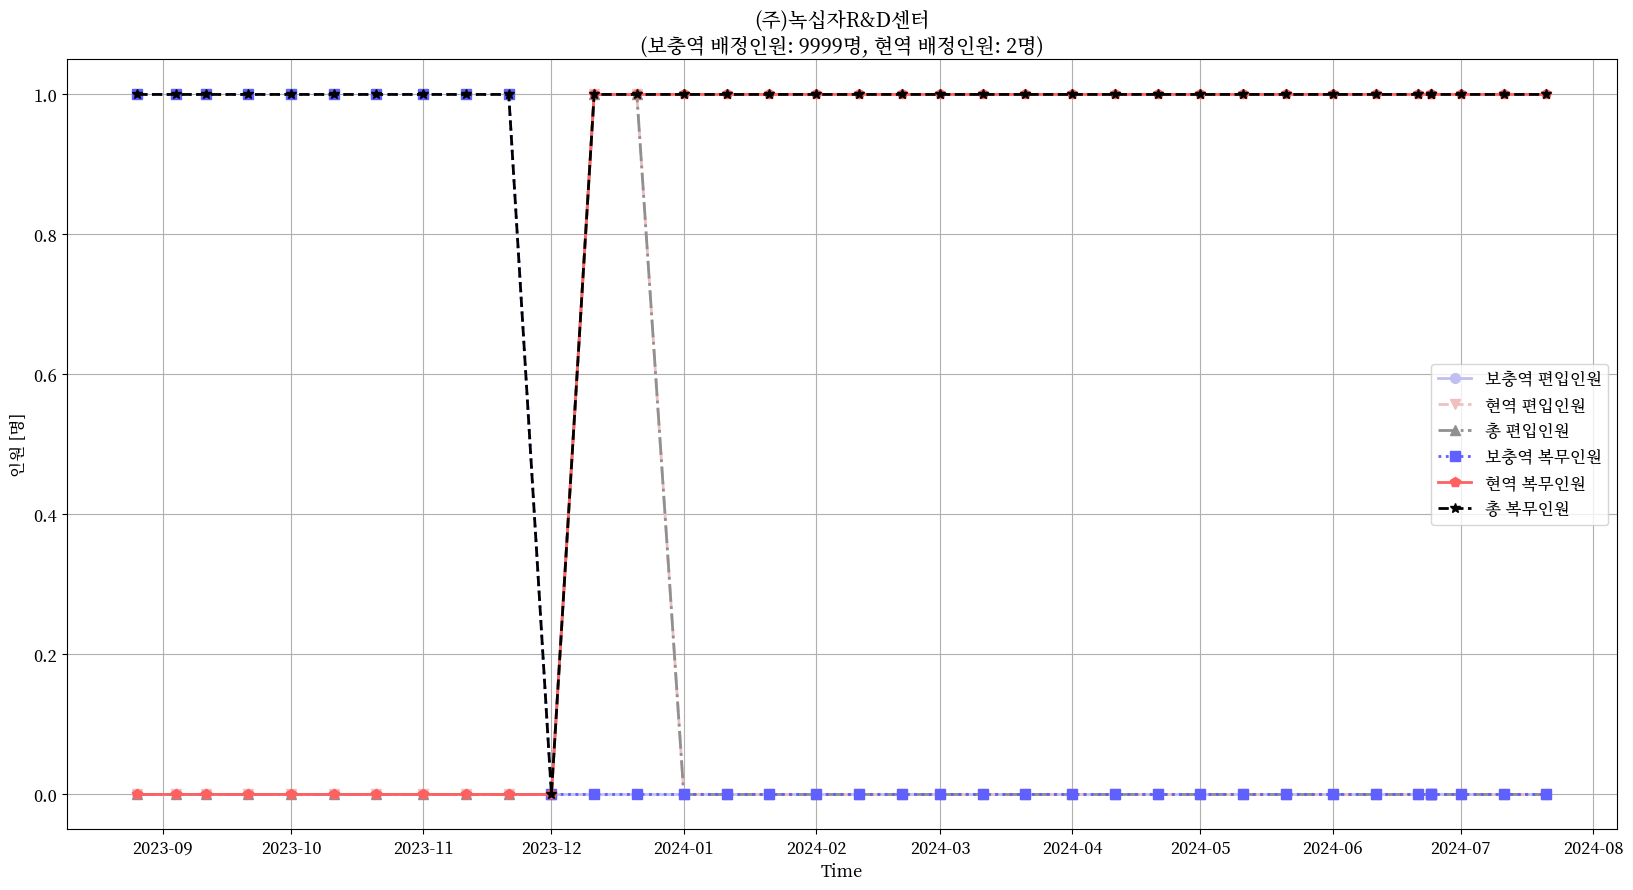 (주)녹십자R&D센터
(보충역 배정인원: 9999명, 현역 배정인원: 2명)
인원 [명]
1.0
0.8
0.6
0.4
0.2
0.0
보충역 편입인원
현역 편입인원
총 편입인원
보충역 복무인원
현역 복무인원
총 복무인원
2023-09 2023-10 2023-11 2023-12 2024-01 2024-02 2024-03 2024-04 2024-05 2024-06 2024-07 2024-08
Time